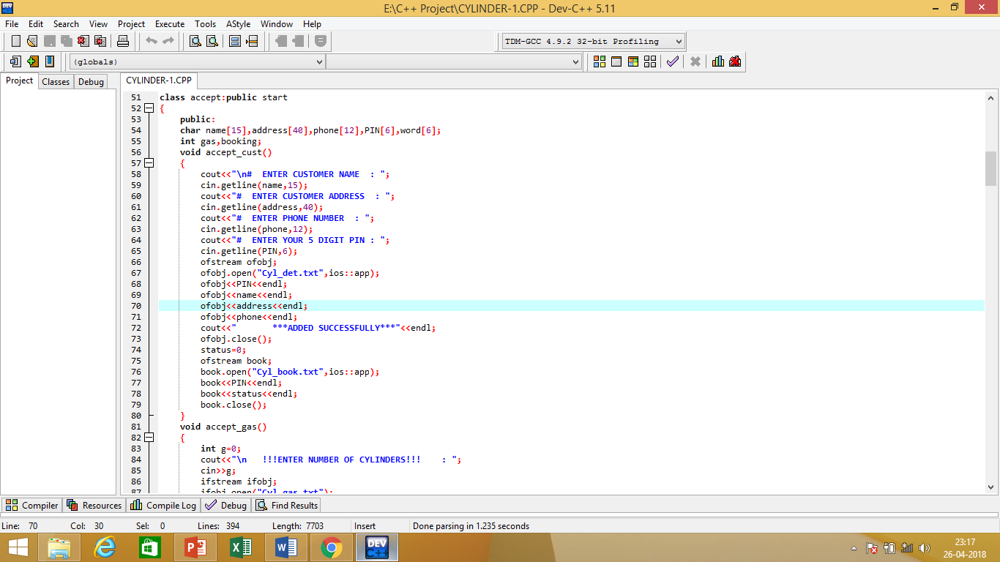 E:\C++ Project\CYLINDER-1.CPP - Dev-C++ 5.11
File Edit Search View Project Execute Tools AStyle Window Help
TDM-GCC 4.9.2 32-bit Profiling
(globals)
Project Classes Debug
CYLINDER-1.CPP
51 class accept:public start
52 {
53 public:
54 char name[15],address[40],phone[12],PIN[6],word[6];
55 int gas,booking;
56 void accept_cust()
57 {
58 cout<<"\n#  ENTER CUSTOMER NAME  : ";
59 cin.getline(name,15);
60 cout<<"#  ENTER CUSTOMER ADDRESS  : ";
61 cin.getline(address,40);
62 cout<<"#  ENTER PHONE NUMBER  : ";
63 cin.getline(phone,12);
64 cout<<"#  ENTER YOUR 5 DIGIT PIN : ";
65 cin.getline(PIN,6);
66 ofstream ofobj;
67 ofobj.open("Cyl_det.txt",ios::app);
68 ofobj<<PIN<<endl;
69 ofobj<<name<<endl;
70 ofobj<<address<<endl;
71 ofobj<<phone<<endl;
72 cout<<"       ***ADDED SUCCESSFULLY***"<<endl;
73 ofobj.close();
74 status=0;
75 ofstream book;
76 book.open("Cyl_book.txt",ios::app);
77 book<<PIN<<endl;
78 book<<status<<endl;
79 book.close();
80 }
81 void accept_gas()
82 {
83 int g=0;
84 cout<<"\n   !!!ENTER NUMBER OF CYLINDERS!!!    : ";
85 cin>>g;
86 ifstream ifobj;
87 ifobj.open("Cyl_gas.txt");
Compiler Resources Compile Log Debug Find Results
Line: 70 Col: 30 Sel: 0 Lines: 394 Length: 7703 Insert Done parsing in 1.235 seconds
DEV C++
23:17
26-04-2018